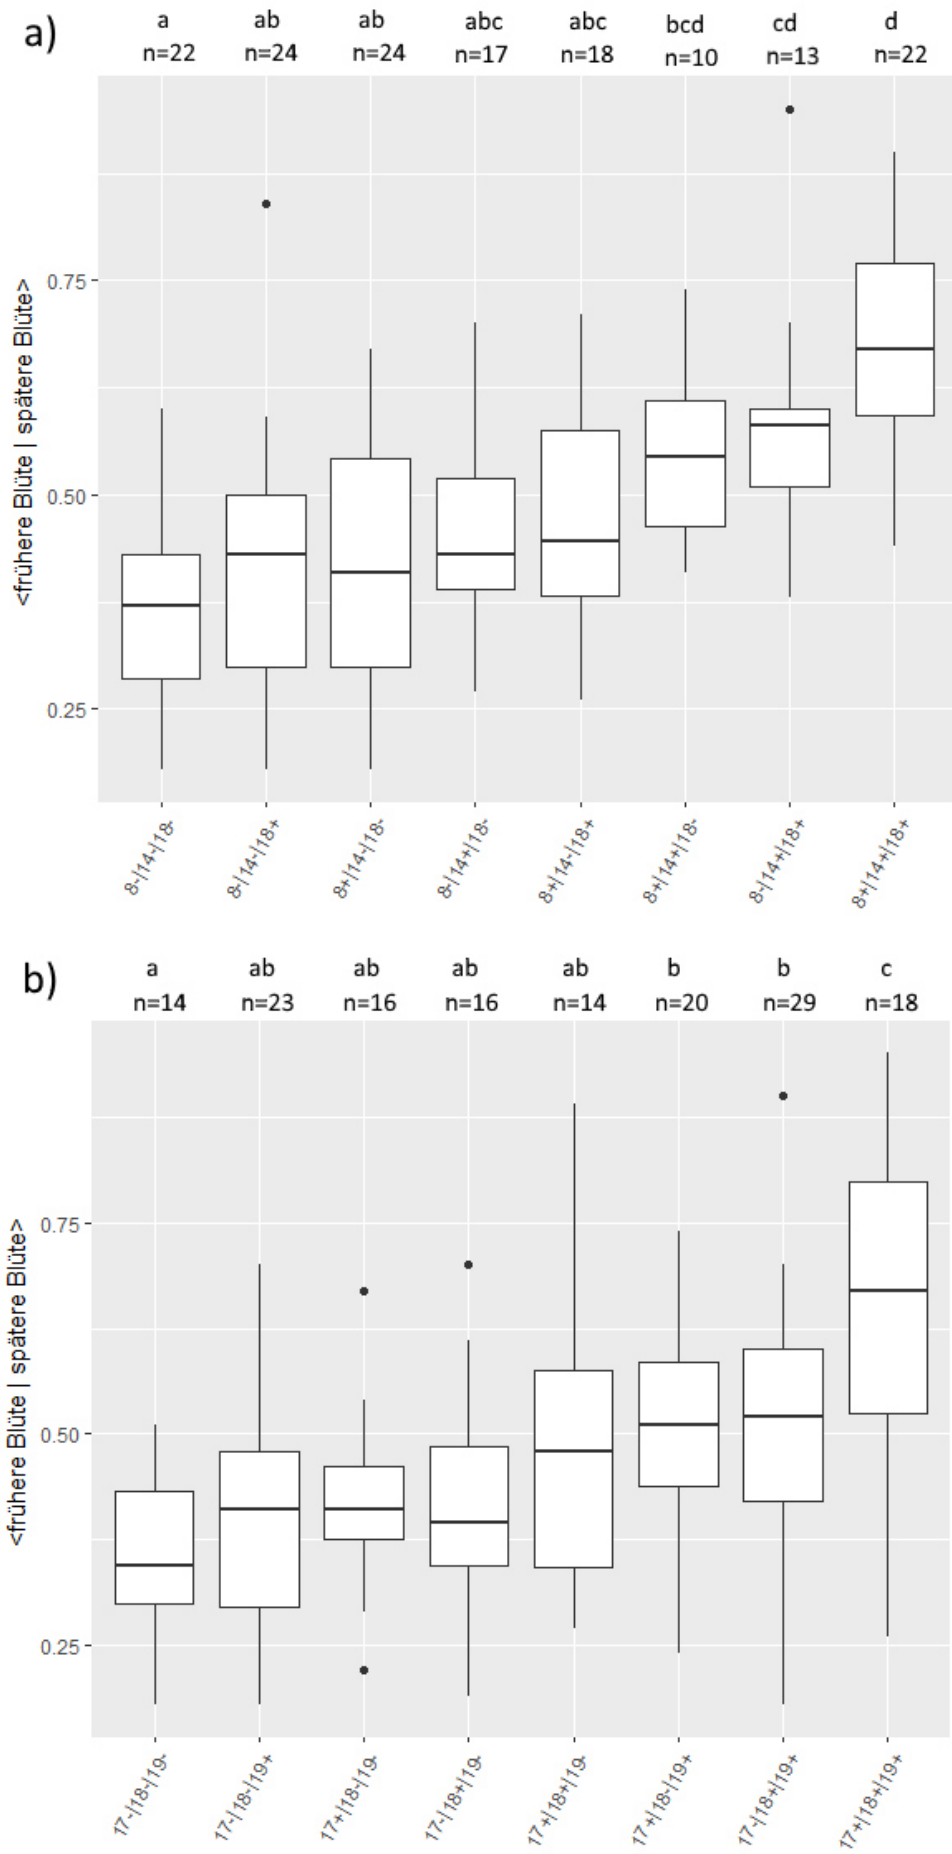 a)
a ab ab abc abc bcd cd d
n=22 n=24 n=24 n=17 n=18 n=10 n=13 n=22
<frühere Blüte | spätere Blüte>
0.75
0.50
0.25
8-|14-|18- 8-|14-|18+ 8+|14-|18- 8-|14+|18- 8+|14-|18+ 8+|14+|18- 8-|14+|18+ 8+|14+|18+
b)
a ab ab ab ab b b c
n=14 n=23 n=16 n=16 n=14 n=20 n=29 n=18
<frühere Blüte | spätere Blüte>
0.75
0.50
0.25
17-|18-|19- 17-|18-|19+ 17+|18-|19- 17-|18+|19- 17+|18+|19- 17+|18-|19+ 17-|18+|19+ 17+|18+|19+